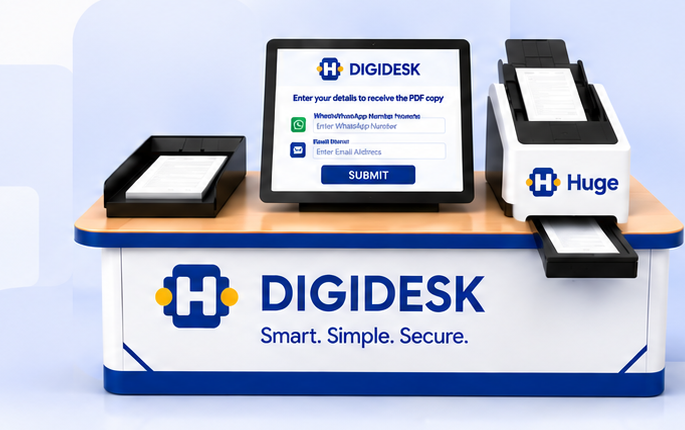 H DIGIDESK
Enter your details to receive the PDF copy
Enter WhatsApp Number
Enter Email Address
SUBMIT
H Huge
H DIGIDESK
Smart. Simple. Secure.